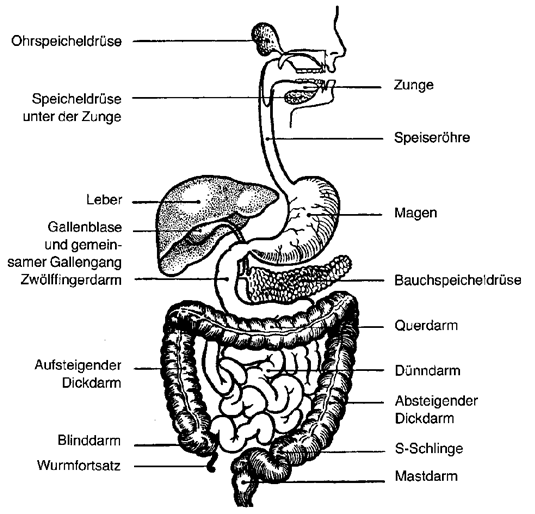 Ohrspeicheldrüse
Speicheldrüse
unter der Zunge
Leber
Gallenblase
und gemein-
samer Gallengang
Zwölffingerdarm
Aufsteigender
Dickdarm
Blinddarm
Wurmfortsatz
Zunge
Speiseröhre
Magen
Bauchspeicheldrüse
Querdarm
Dünndarm
Absteigender
Dickdarm
S-Schlinge
Mastdarm